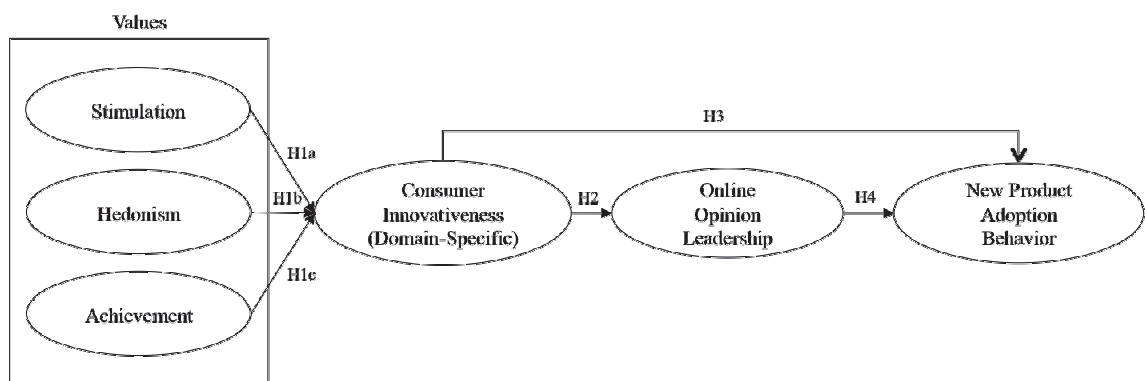 Values
Stimulation
Hedonism
Achievement
H1a
H1b
H1c
Consumer
Innovativeness
(Domain-Specific)
H2
H3
Online
Opinion
Leadership
H4
New Product
Adoption
Behavior